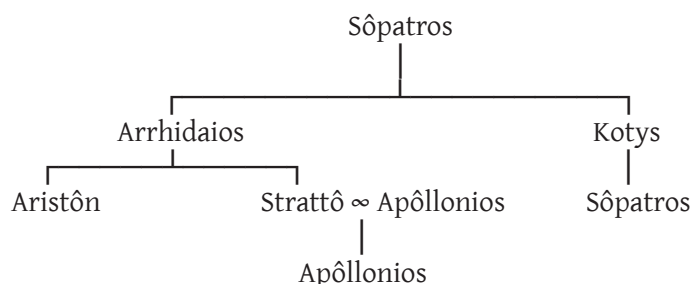 Sôpatros
Arrhidaios Kotys
Aristôn Strattô ∞ Apôllonios Sôpatros
Apôllonios